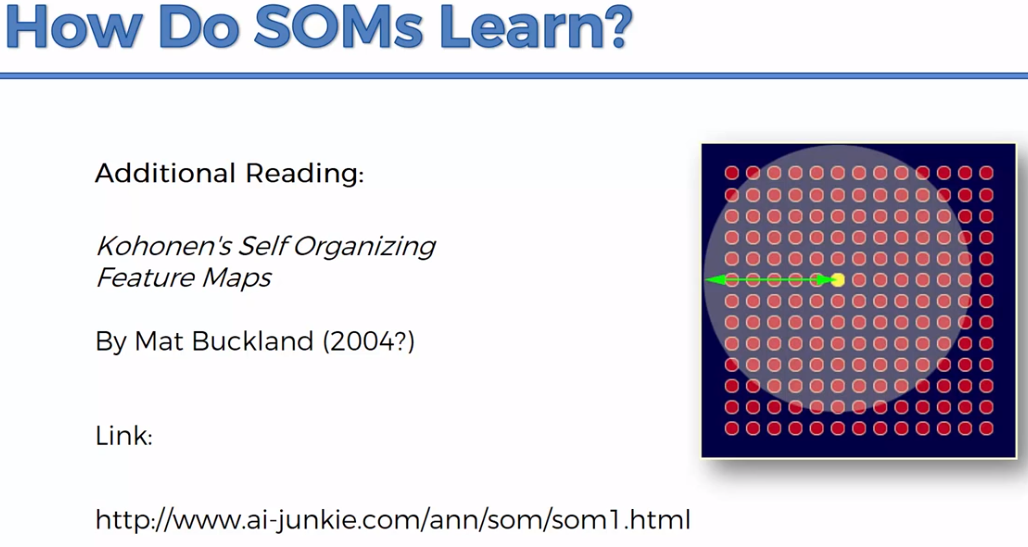 How Do SOMs Learn?
Additional Reading:
Kohonen's Self Organizing
Feature Maps
By Mat Buckland (2004?)
Link:
http://www.ai-junkie.com/ann/som/som1.html